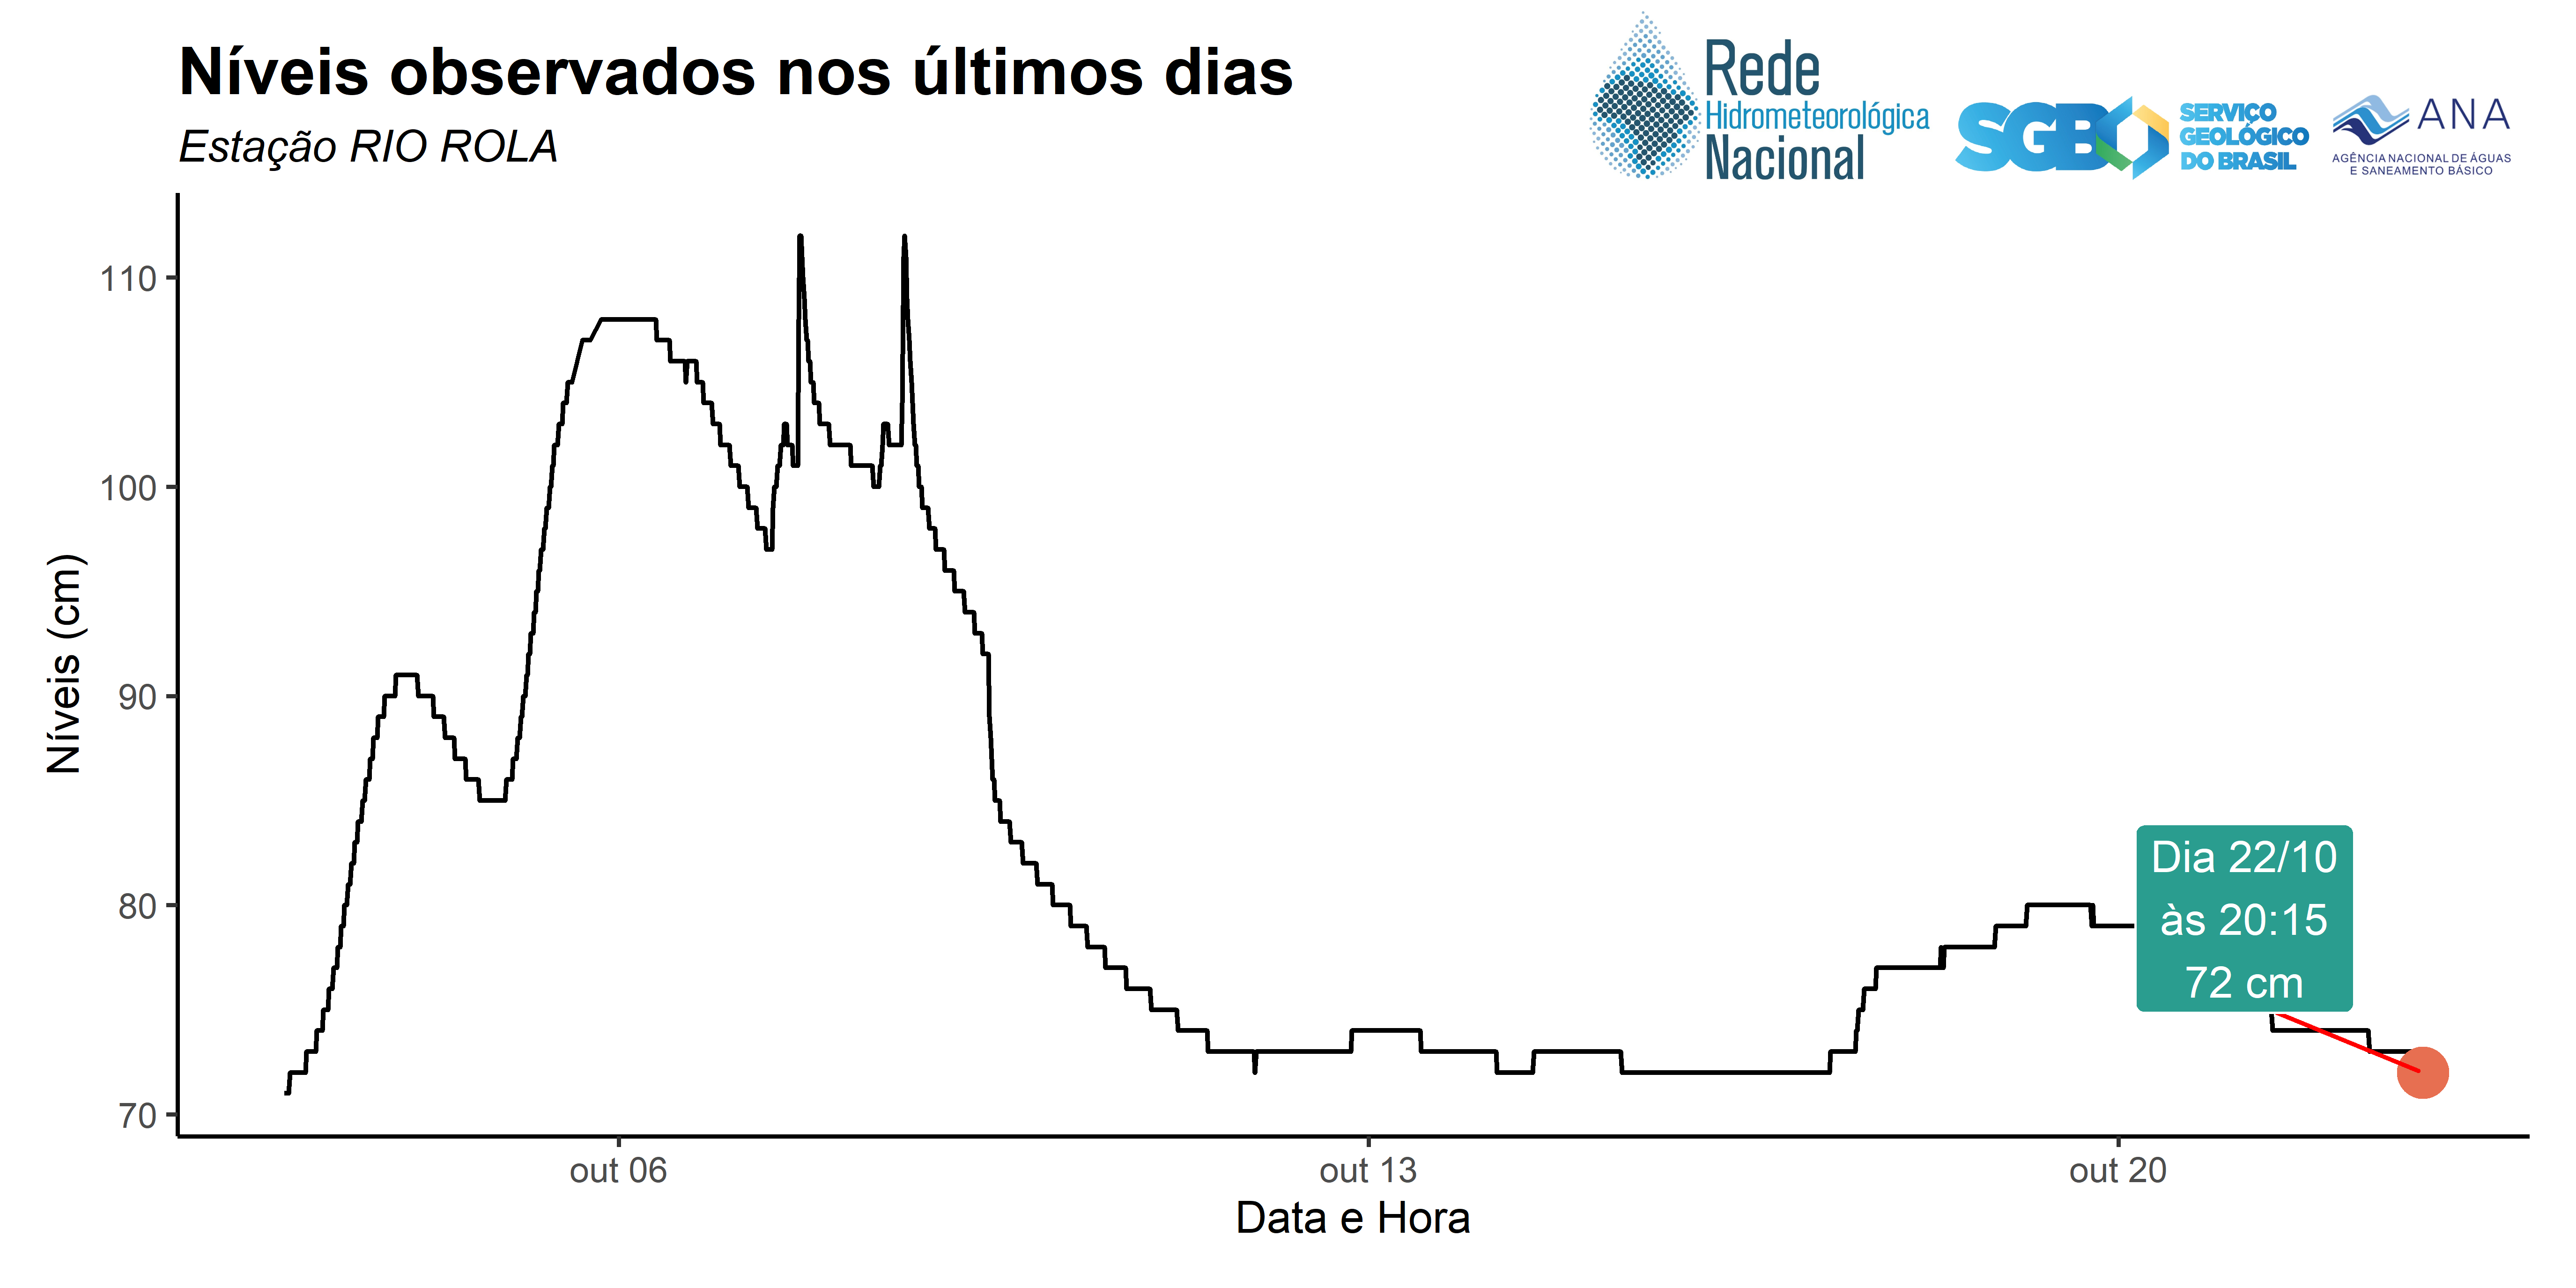 Níveis observados nos últimos dias
Estação RIO ROLA
Rede
Hidrometeorológica
Nacional
SGB
SERVIÇO
GEOLÓGICO
DO BRASIL
ANA
AGÊNCIA NACIONAL DE ÁGUAS
E SANEAMENTO BÁSICO
Níveis (cm)
110
100
90
80
70
Dia 22/10
às 20:15
72 cm
out 06
out 13
out 20
Data e Hora